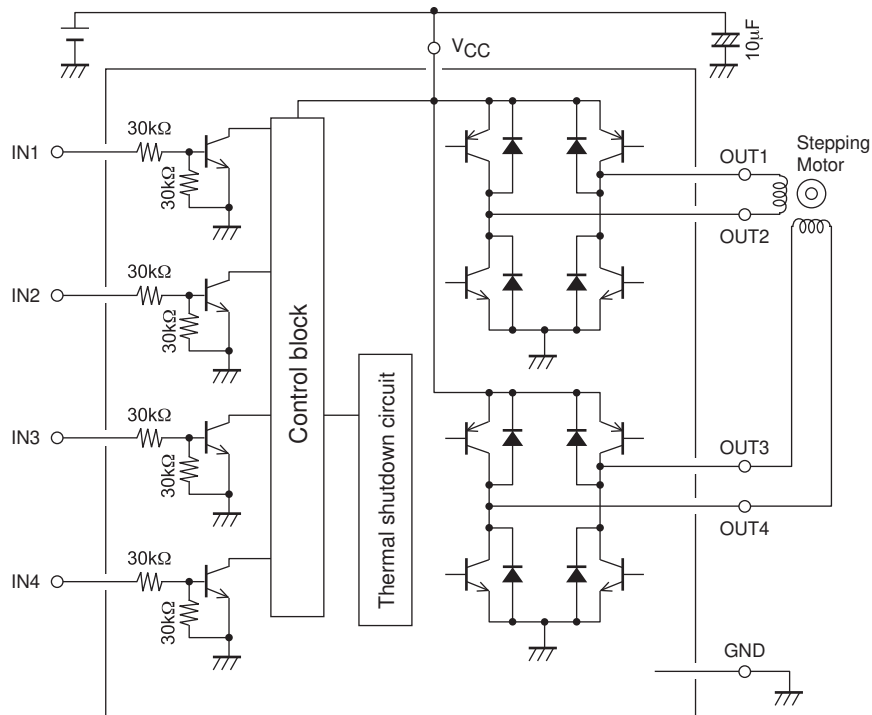 10μF
VCC
30kΩ
IN1
30kΩ
OUT1
Stepping
Motor
OUT2
30kΩ
IN2
30kΩ
Control block
Thermal shutdown circuit
30kΩ
IN3
30kΩ
OUT3
OUT4
30kΩ
IN4
30kΩ
GND